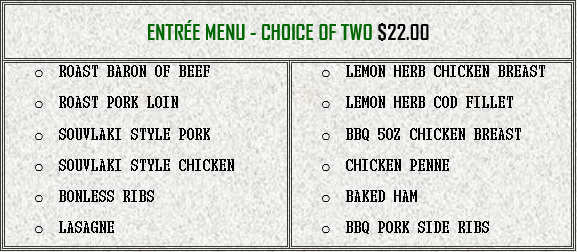 ENTRÉE MENU - CHOICE OF TWO $22.00
ROAST BARON OF BEEF
ROAST PORK LOIN
SOUVLAKI STYLE PORK
SOUVLAKI STYLE CHICKEN
BONLESS RIBS
LASAGNE
LEMON HERB CHICKEN BREAST
LEMON HERB COD FILLET
BBQ 5OZ CHICKEN BREAST
CHICKEN PENNE
BAKED HAM
BBQ PORK SIDE RIBS